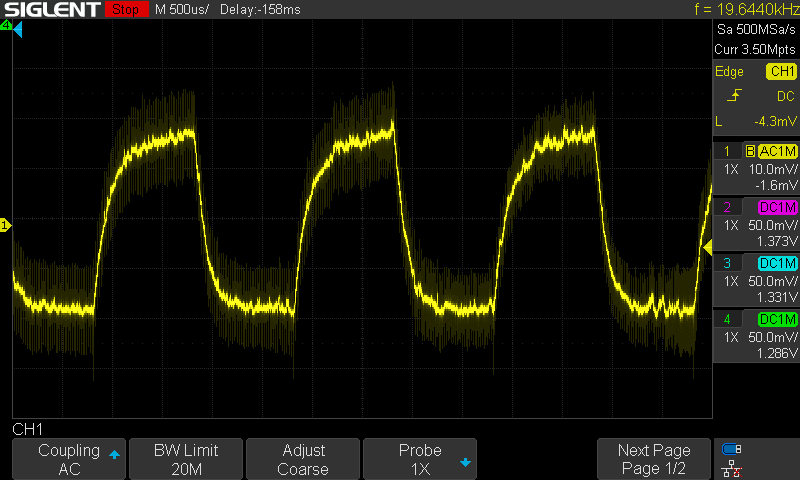 SIGLENT Stop M 500us/ Delay:-158ms f = 19.6440kHz
Sa 500MSa/s
Curr 3.50Mpts
Edge CH1
DC
L -4.3mV
1 B AC1M
1X 10.0mV/
-1.6mV
2 DC1M
1X 50.0mV/
1.373V
3 DC1M
1X 50.0mV/
1.331V
4 DC1M
1X 50.0mV/
1.286V
4
1
CH1
Coupling
AC
BW Limit
20M
Adjust
Coarse
Probe
1X
Next Page
Page 1/2